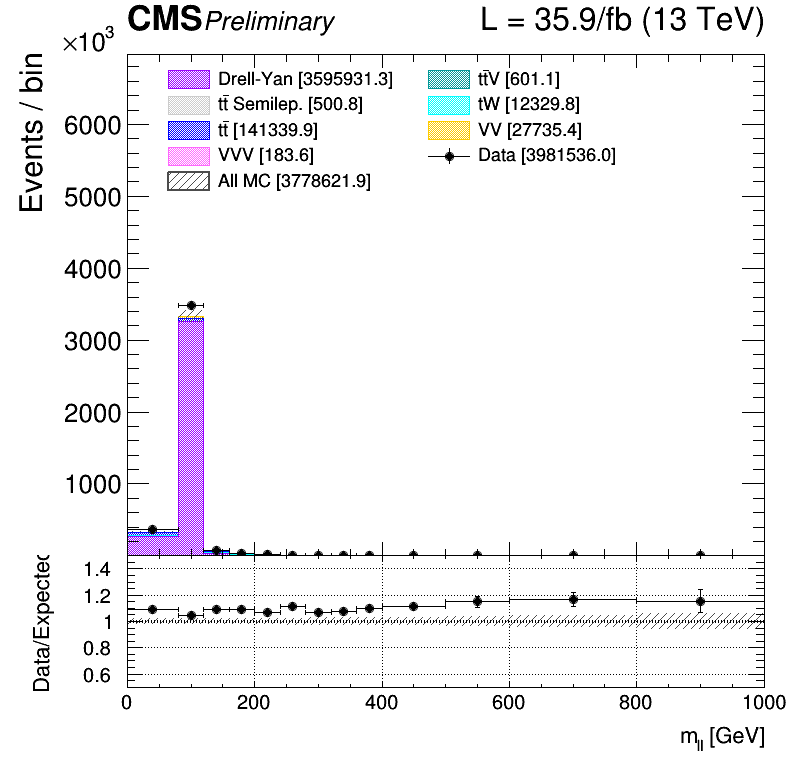 CMS Preliminary L = 35.9/fb (13 TeV)
×10³
Events / bin
Drell-Yan [3595931.3]
tt̄ Semilep. [500.8]
tt̄ [141339.9]
VVV [183.6]
All MC [3778621.9]
tt̄V [601.1]
tW [12329.8]
VV [27735.4]
Data [3981536.0]
6000
5000
4000
3000
2000
1000
Data/Expected
1.4
1.2
1
0.8
0.6
0 200 400 600 800 1000
m_ll [GeV]